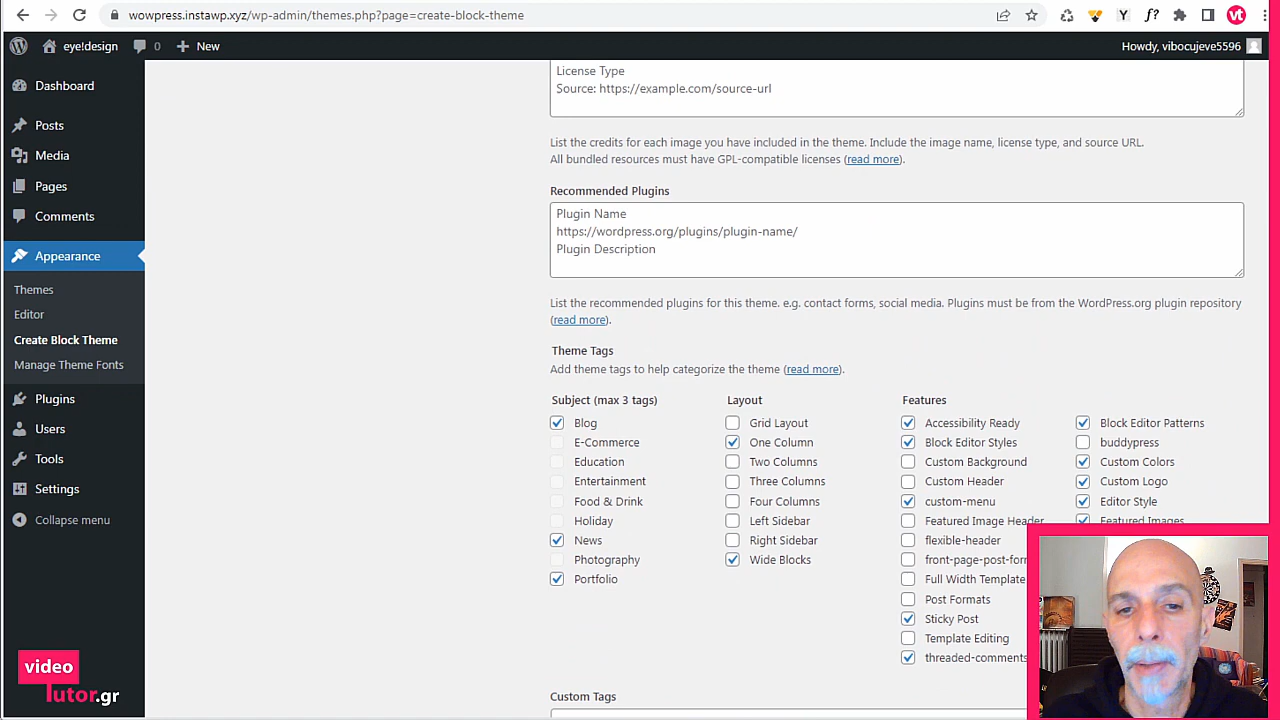 wowpress.instawp.xyz/wp-admin/themes.php?page=create-block-theme
eye!design
0
New
Howdy, vibocujeve5596
Dashboard
Posts
Media
Pages
Comments
Appearance
Themes
Editor
Create Block Theme
Manage Theme Fonts
Plugins
Users
Tools
Settings
Collapse menu
License Type
Source: https://example.com/source-url
List the credits for each image you have included in the theme. Include the image name, license type, and source URL.
All bundled resources must have GPL-compatible licenses (read more).
Recommended Plugins
Plugin Name
https://wordpress.org/plugins/plugin-name/
Plugin Description
List the recommended plugins for this theme. e.g. contact forms, social media. Plugins must be from the WordPress.org plugin repository
(read more).
Theme Tags
Add theme tags to help categorize the theme (read more).
Subject (max 3 tags)
Blog
E-Commerce
Education
Entertainment
Food & Drink
Holiday
News
Photography
Portfolio
Layout
Grid Layout
One Column
Two Columns
Three Columns
Four Columns
Left Sidebar
Right Sidebar
Wide Blocks
Features
Accessibility Ready
Block Editor Styles
Custom Background
Custom Header
custom-menu
Featured Image Header
flexible-header
front-page-post-for
Full Width Template
Post Formats
Sticky Post
Template Editing
threaded-comments
Block Editor Patterns
buddypress
Custom Colors
Custom Logo
Editor Style
Featured Images
Custom Tags
video
tutor.gr
vt
Y
f?